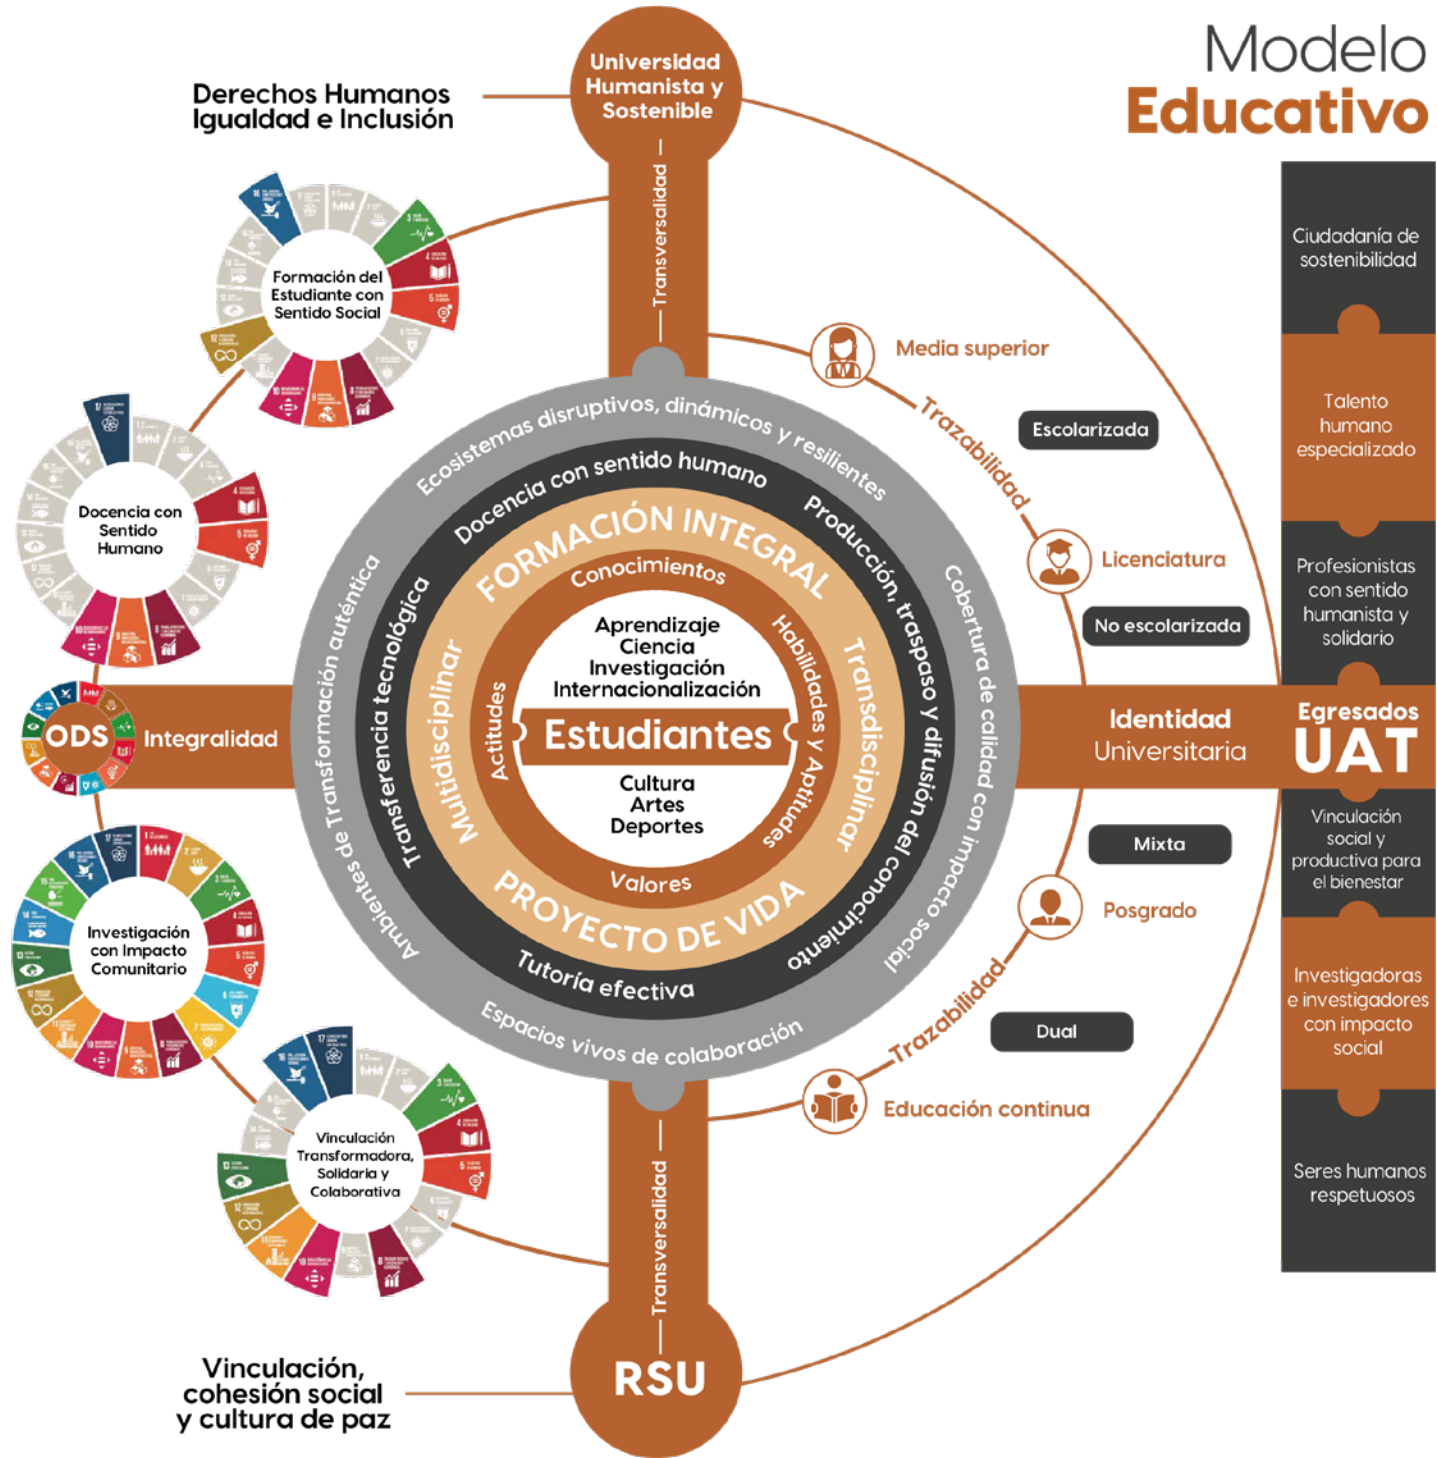 Modelo
Educativo
Universidad
Humanista y
Sostenible
Derechos Humanos
Igualdad e Inclusión
Transversalidad
Formación del
Estudiante con
Sentido Social
Docencia con
Sentido
Humano
ODS
Integralidad
Investigación
con Impacto
Comunitario
Vinculación
Transformadora,
Solidaria y
Colaborativa
Vinculación,
cohesión social
y cultura de paz
RSU
Transversalidad
Ecosistemas disruptivos, dinámicos y resilientes
Cobertura de calidad con impacto social
Espacios vivos de colaboración
Ambientes de Transformación auténtica
Docencia con sentido humano
Producción, traspaso y difusión del conocimiento
Tutoría efectiva
Transferencia tecnológica
FORMACIÓN INTEGRAL
Transdisciplinar
PROYECTO DE VIDA
Multidisciplinar
Conocimientos
Habilidades y Aptitudes
Valores
Actitudes
Aprendizaje
Ciencia
Investigación
Internacionalización
Estudiantes
Cultura
Artes
Deportes
Media superior
Trazabilidad
Escolarizada
Licenciatura
No escolarizada
Identidad
Universitaria
Mixta
Posgrado
Trazabilidad
Dual
Educación continua
Ciudadanía de
sostenibilidad
Talento
humano
especializado
Profesionistas
con sentido
humanista y
solidario
Egresados
UAT
Vinculación
social y
productiva para
el bienestar
Investigadoras
e investigadores
con impacto
social
Seres humanos
respetuosos